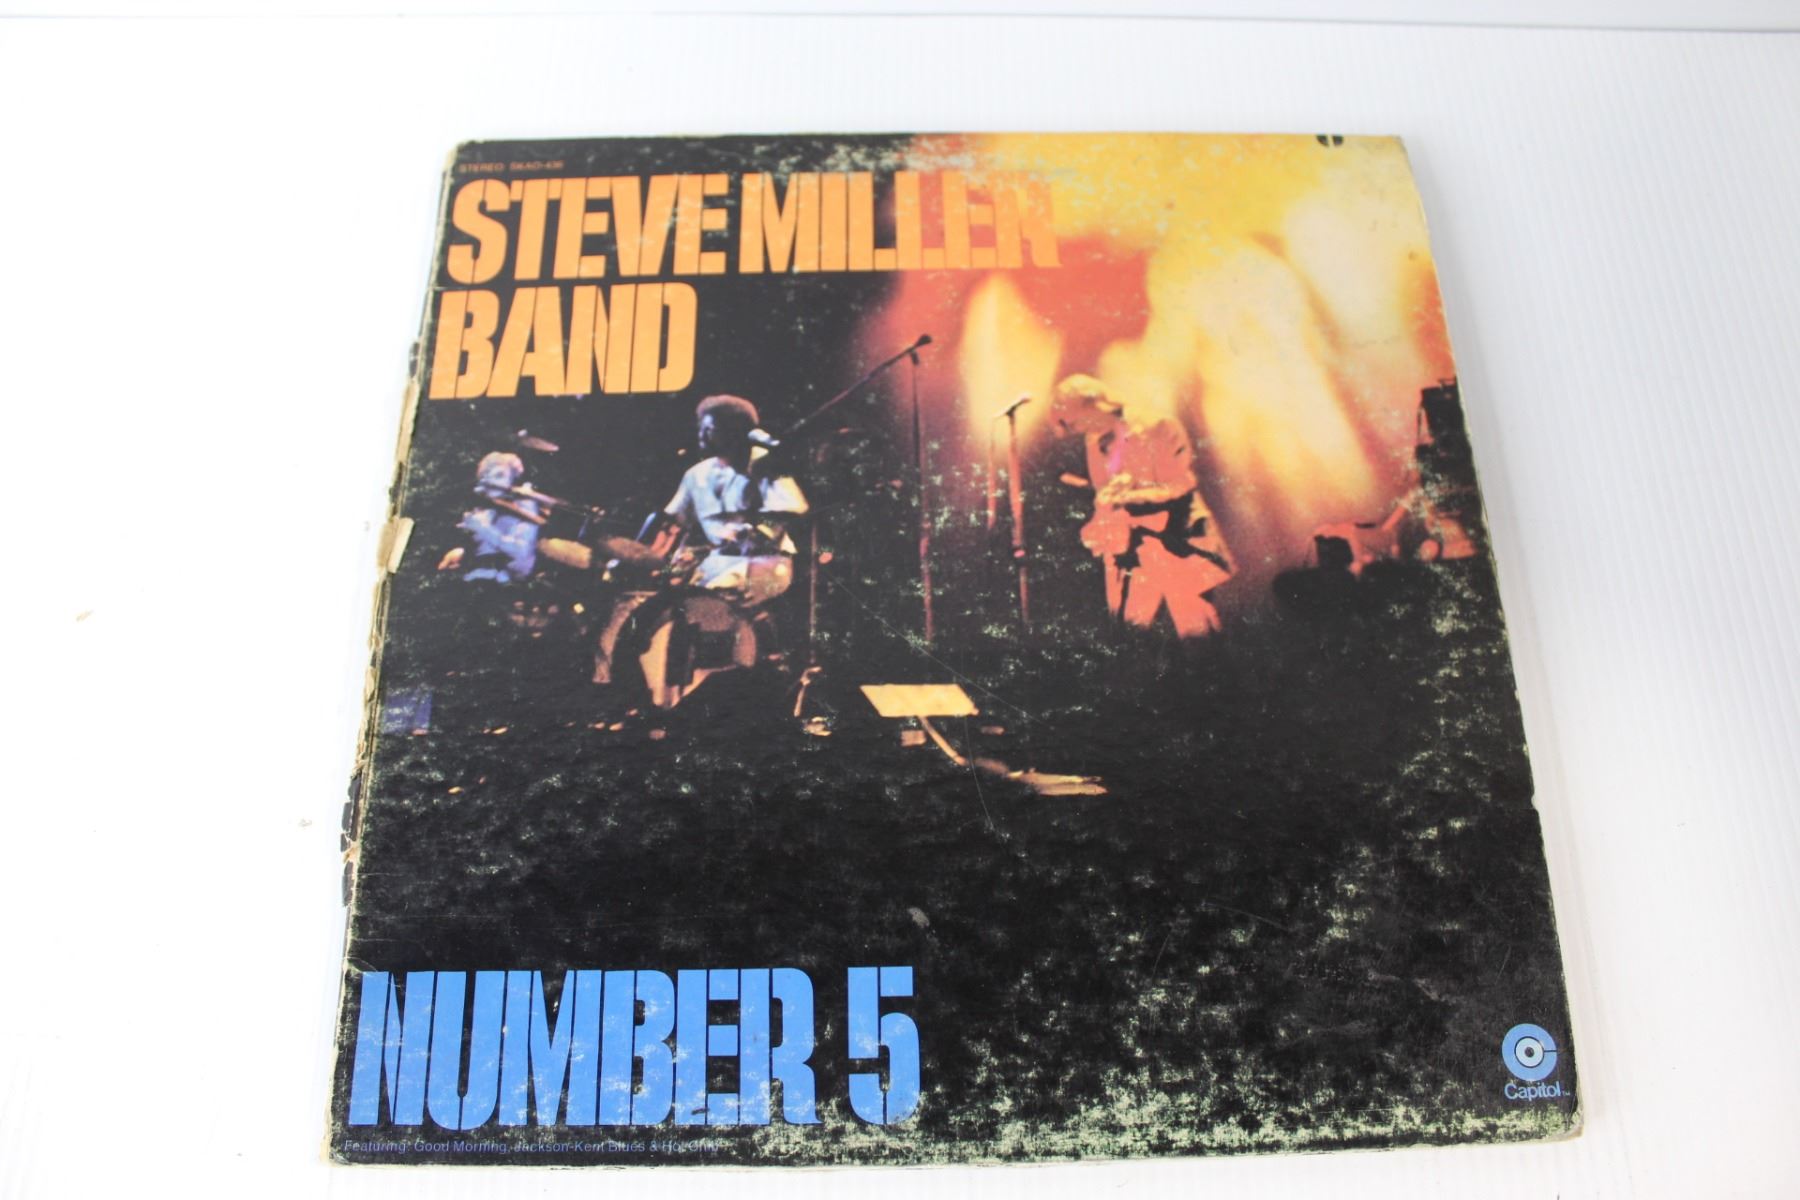 STEREO SKAO-436
STEVE MILLER
BAND
NUMBER 5
Capitol
Featuring: Good Morning, Jackson-Kent Blues & Hot Chili